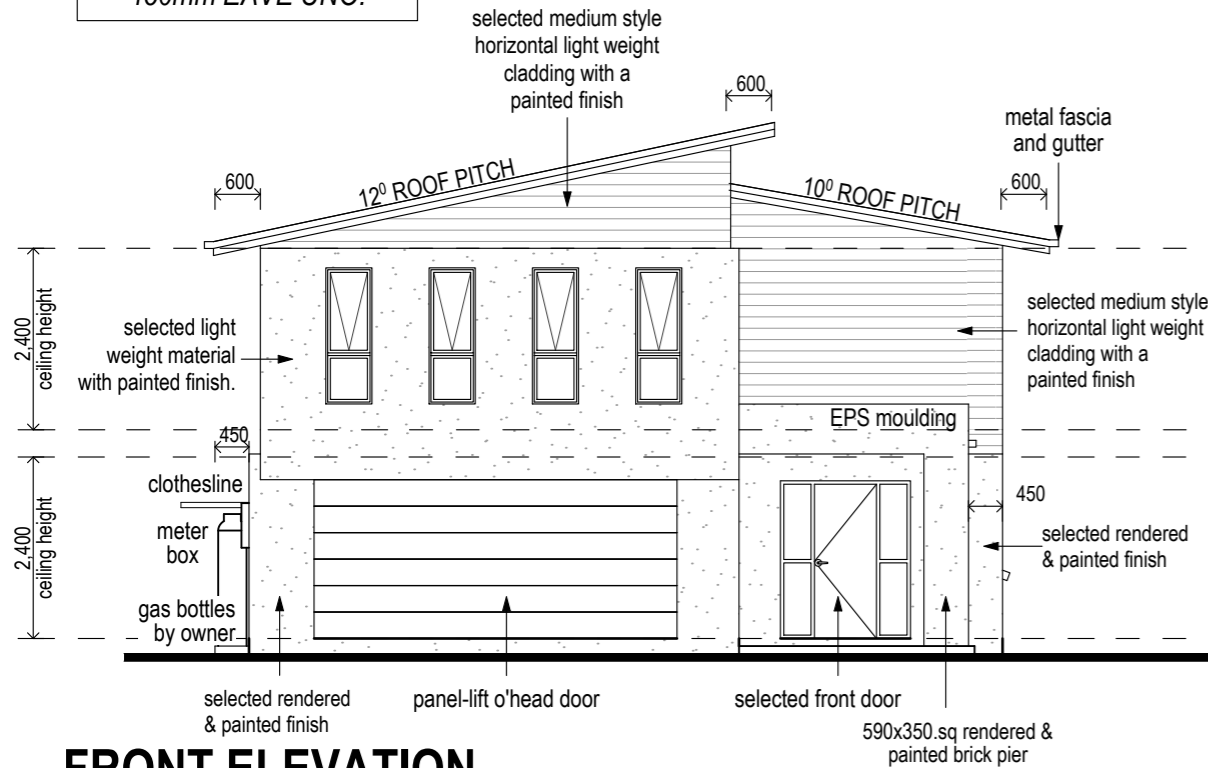 selected medium style
horizontal light weight
cladding with a
painted finish
600
metal fascia
and gutter
600
12⁰ ROOF PITCH
10⁰ ROOF PITCH
600
2,400
ceiling height
selected light
weight material
with painted finish.
selected medium style
horizontal light weight
cladding with a
painted finish
EPS moulding
450
clothesline
meter
box
2,400
ceiling height
450
selected rendered
& painted finish
gas bottles
by owner
selected rendered
& painted finish
panel-lift o'head door
selected front door
590x350.sq rendered &
painted brick pier
FRONT ELEVATION